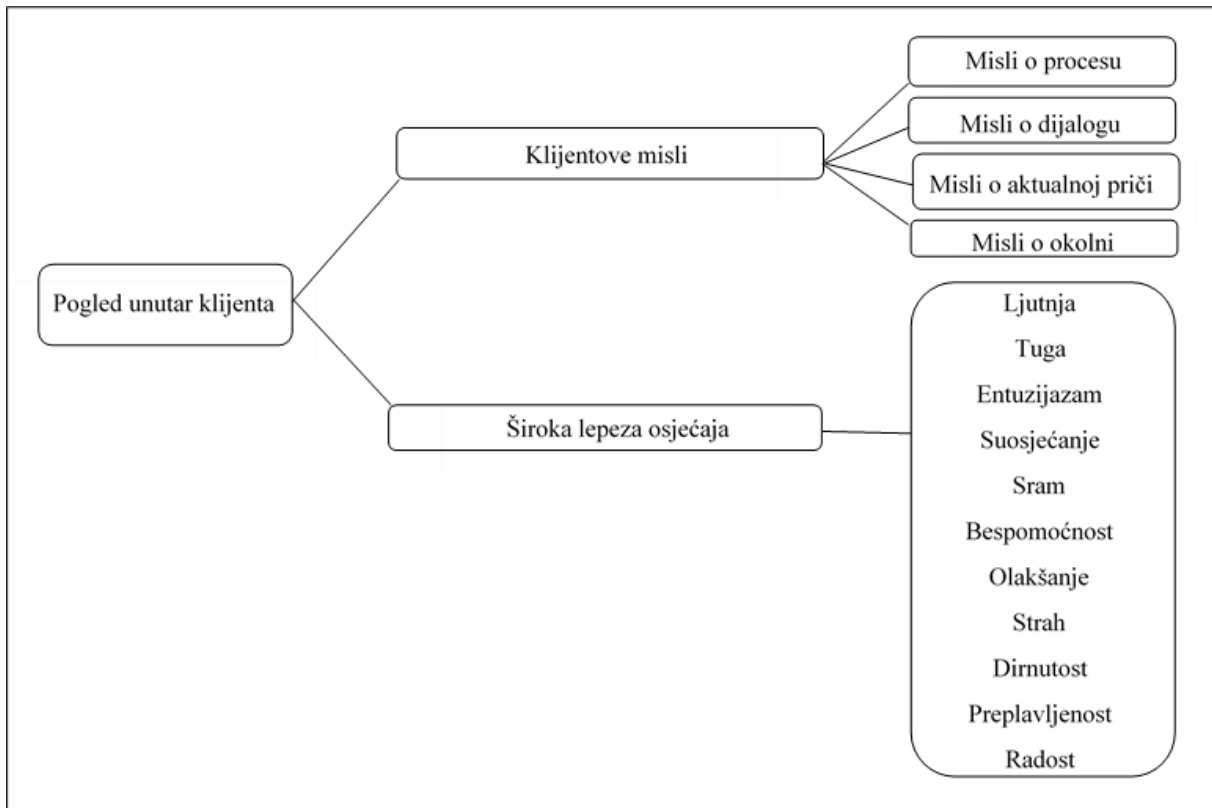 Pogled unutar klijenta
Klijentove misli
Misli o procesu
Misli o dijalogu
Misli o aktualnoj priči
Misli o okolni
Široka lepeza osjećaja
Ljutnja
Tuga
Entuzijazam
Suosjećanje
Sram
Bespomoćnost
Olakšanje
Strah
Dirnutost
Preplavljenost
Radost